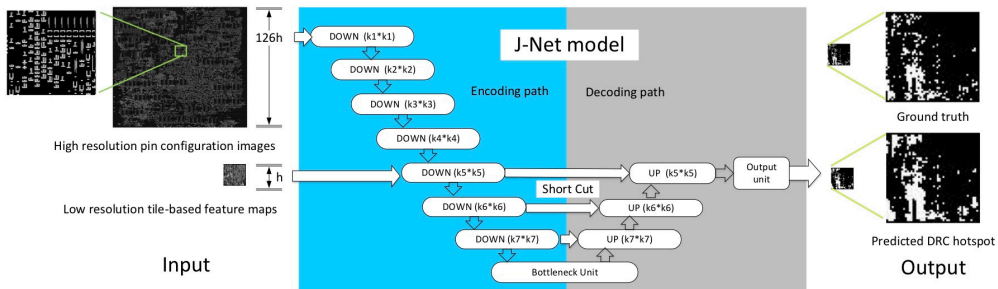 126h
High resolution pin configuration images
h
Low resolution tile-based feature maps
Input
J-Net model
Encoding path
Decoding path
DOWN (k1*k1)
DOWN (k2*k2)
DOWN (k3*k3)
DOWN (k4*k4)
DOWN (k5*k5)
DOWN (k6*k6)
DOWN (k7*k7)
Bottleneck Unit
Short Cut
UP (k5*k5)
UP (k6*k6)
UP (k7*k7)
Output
unit
Ground truth
Predicted DRC hotspot
Output